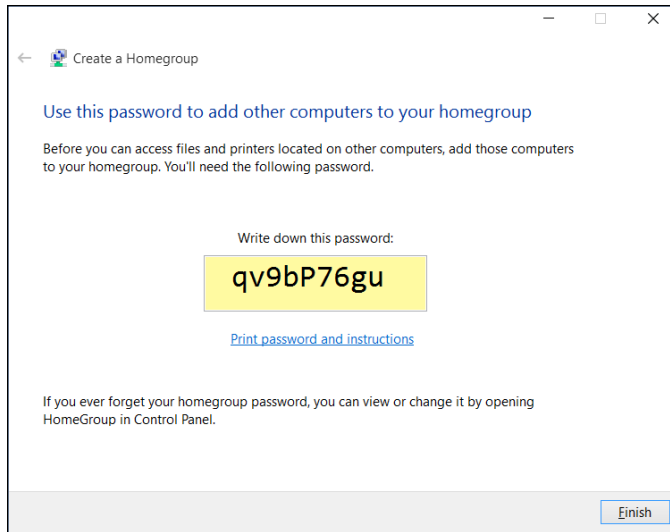 Create a Homegroup
Use this password to add other computers to your homegroup
Before you can access files and printers located on other computers, add those computers
to your homegroup. You'll need the following password.
Write down this password:
qv9bP76gu
Print password and instructions
If you ever forget your homegroup password, you can view or change it by opening
HomeGroup in Control Panel.
Finish